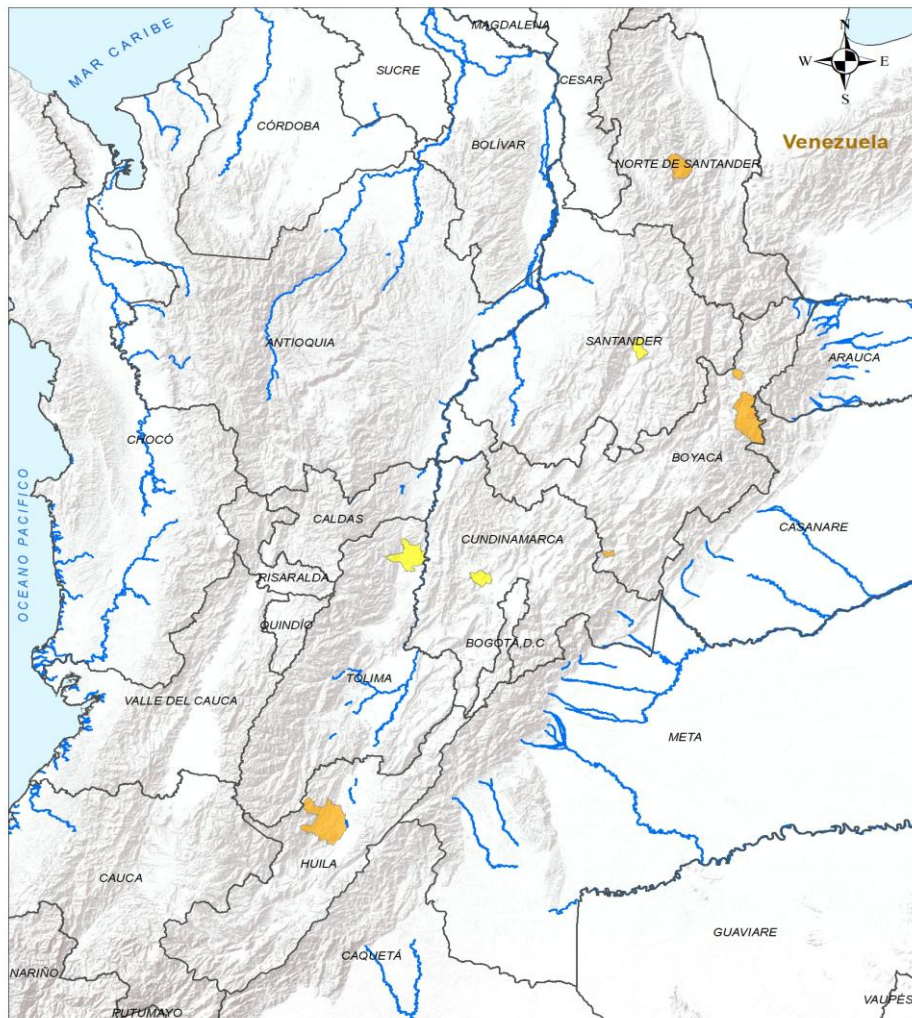 MAGDALENA
MAR CARIBE
N
W E
S
SUCRE
CESAR
CÓRDOBA
BOLÍVAR
Venezuela
NORTE DE SANTANDER
ANTIOQUIA
SANTANDER
ARAUCA
CHOCÓ
BOYACÁ
OCEANO PACIFICO
CALDAS
CUNDINAMARCA
CASANARE
RISARALDA
QUINDÍO
BOGOTÁ,D.C
TOLIMA
VALLE DEL CAUCA
META
HUILA
CAUCA
GUAVIARE
CAQUETÁ
NARIÑO
VAUPÉS
PUTUMAYO